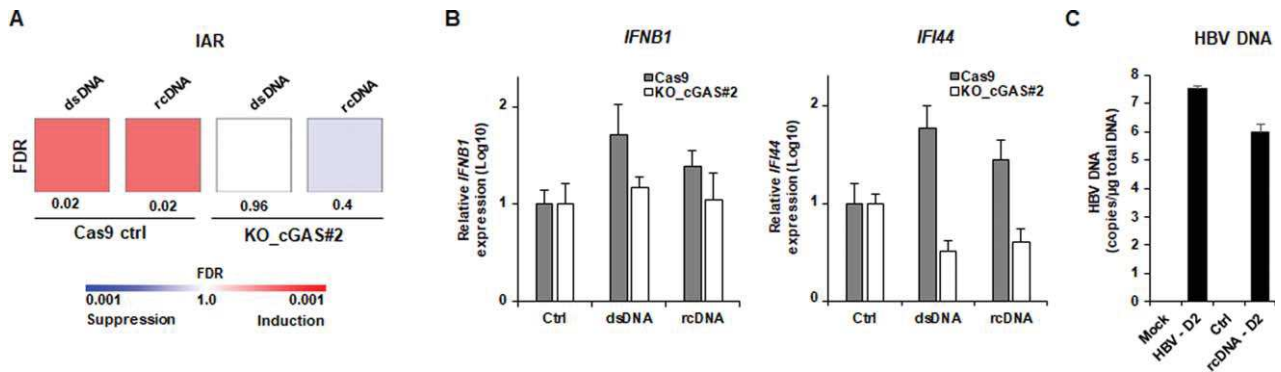 A
IAR
dsDNA
rcDNA
dsDNA
rcDNA
FDR
0.02
0.02
0.96
0.4
Cas9 ctrl
KO_cGAS#2
FDR
0.001
1.0
0.001
Suppression
Induction
B
IFNB1
Cas9
KO_cGAS#2
Relative IFNB1
expression (Log10)
2
1
0
Ctrl
dsDNA
rcDNA
IFI44
Cas9
KO_cGAS#2
Relative IFI44
expression (Log10)
2
1
0
Ctrl
dsDNA
rcDNA
C
HBV DNA
HBV DNA
(copies/µg total DNA)
8
7
6
5
4
3
2
1
0
Mock
HBV - D2
Ctrl
rcDNA - D2